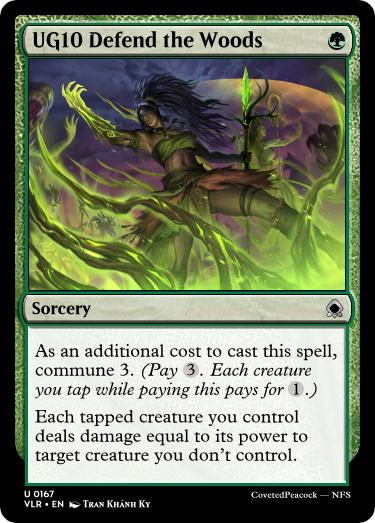 UG10 Defend the Woods
Sorcery
As an additional cost to cast this spell,
commune 3. (Pay 3. Each creature
you tap while paying this pays for 1.)
Each tapped creature you control
deals damage equal to its power to
target creature you don't control.
U 0167
VLR • EN Tran Khánh Ky
CovetedPeacock — NFS